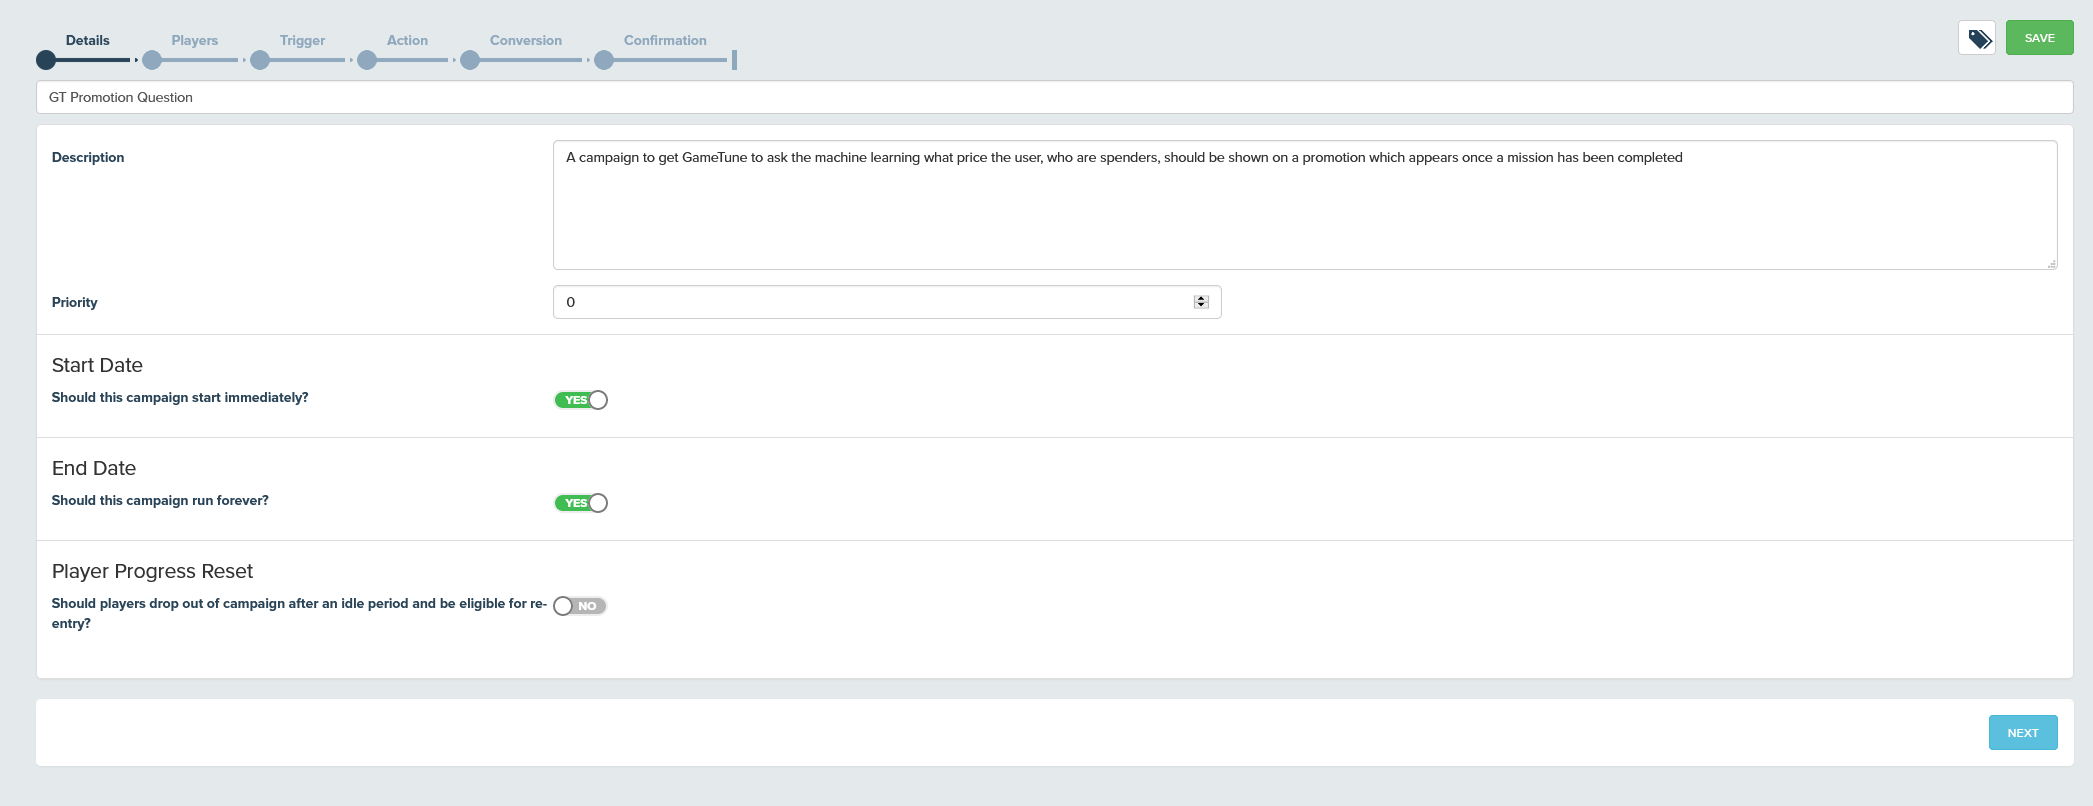 Details
Players
Trigger
Action
Conversion
Confirmation
SAVE
GT Promotion Question
Description
A campaign to get GameTune to ask the machine learning what price the user, who are spenders, should be shown on a promotion which appears once a mission has been completed
Priority
0
Start Date
Should this campaign start immediately?
YES
End Date
Should this campaign run forever?
YES
Player Progress Reset
Should players drop out of campaign after an idle period and be eligible for re-
entry?
NO
NEXT